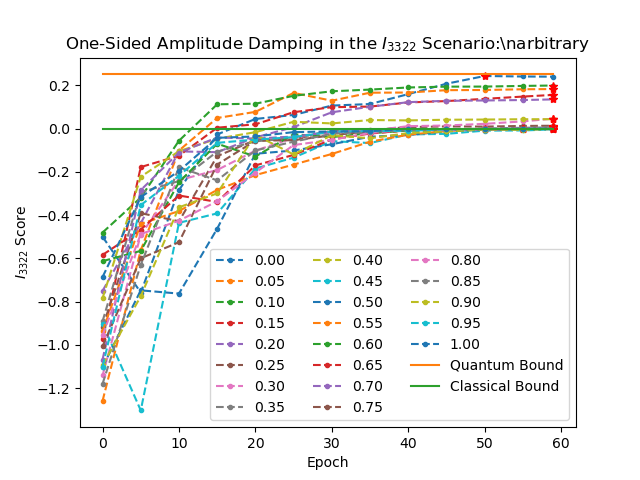 One-Sided Amplitude Damping in the I3322 Scenario:\narbitrary
I3322 Score
0.2
0.0
−0.2
−0.4
−0.6
−0.8
−1.0
−1.2
0.00 0.40 0.80
0.05 0.45 0.85
0.10 0.50 0.90
0.15 0.55 0.95
0.20 0.60 1.00
0.25 0.65 Quantum Bound
0.30 0.70 Classical Bound
0.35 0.75
0 10 20 30 40 50 60
Epoch